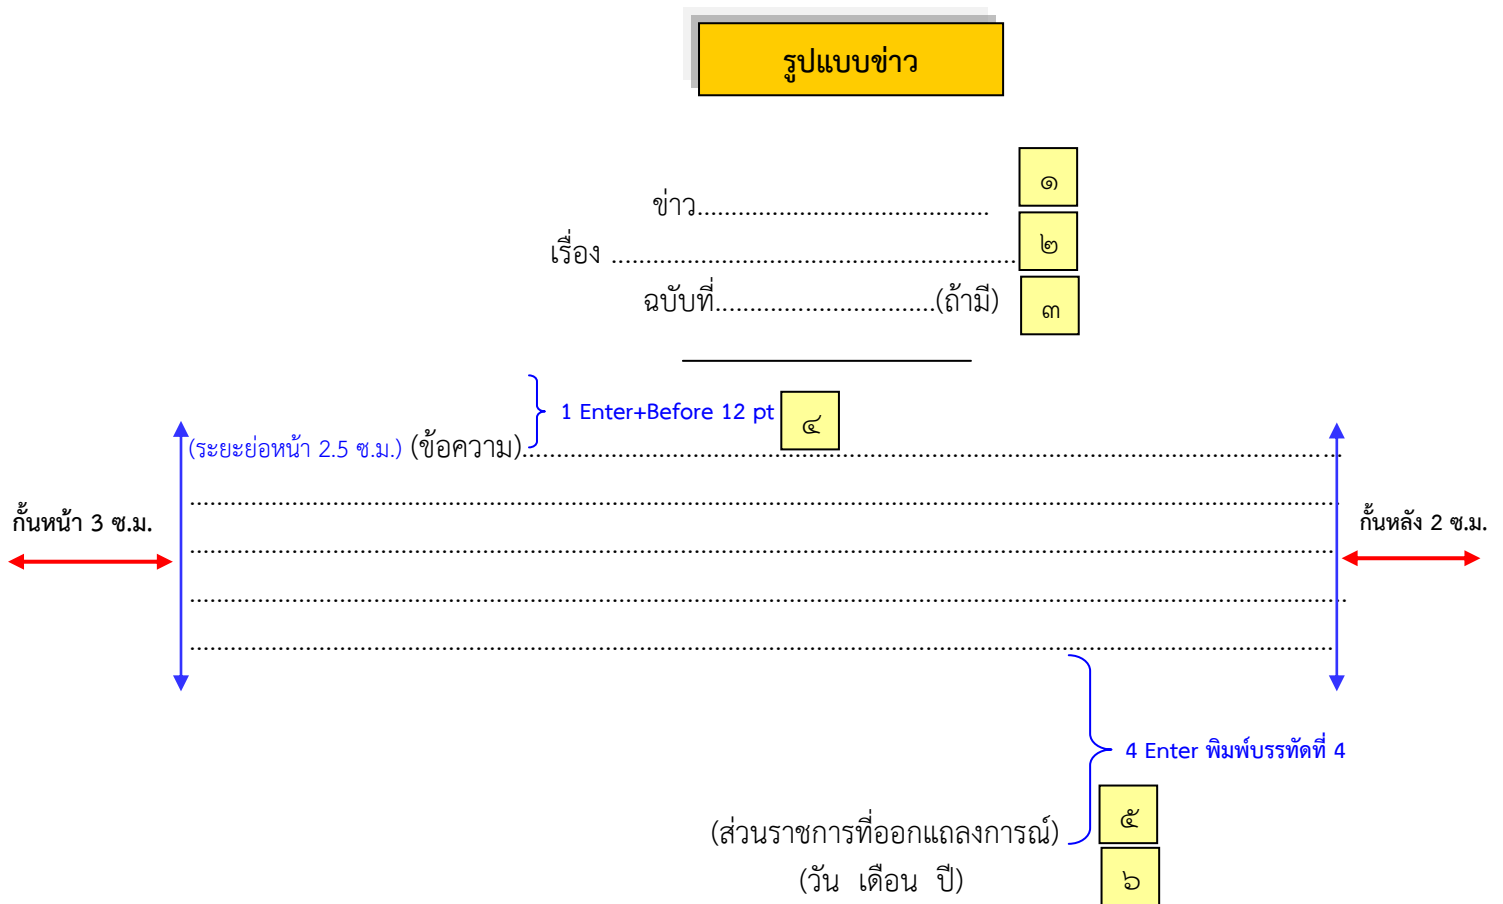 รูปแบบข่าว
ข่าว........................................... ๑
เรื่อง ........................................................... ๒
ฉบับที่................................(ถ้ามี) ๓
1 Enter+Before 12 pt ๔
(ระยะย่อหน้า 2.5 ซ.ม.) (ข้อความ)........................................................................................................................
..........................................................................................................................................................................
กั้นหน้า 3 ซ.ม. กั้นหลัง 2 ซ.ม.
..........................................................................................................................................................................
..........................................................................................................................................................................
..........................................................................................................................................................................
4 Enter พิมพ์บรรทัดที่ 4
(ส่วนราชการที่ออกแถลงการณ์) ๕
(วัน เดือน ปี) ๖